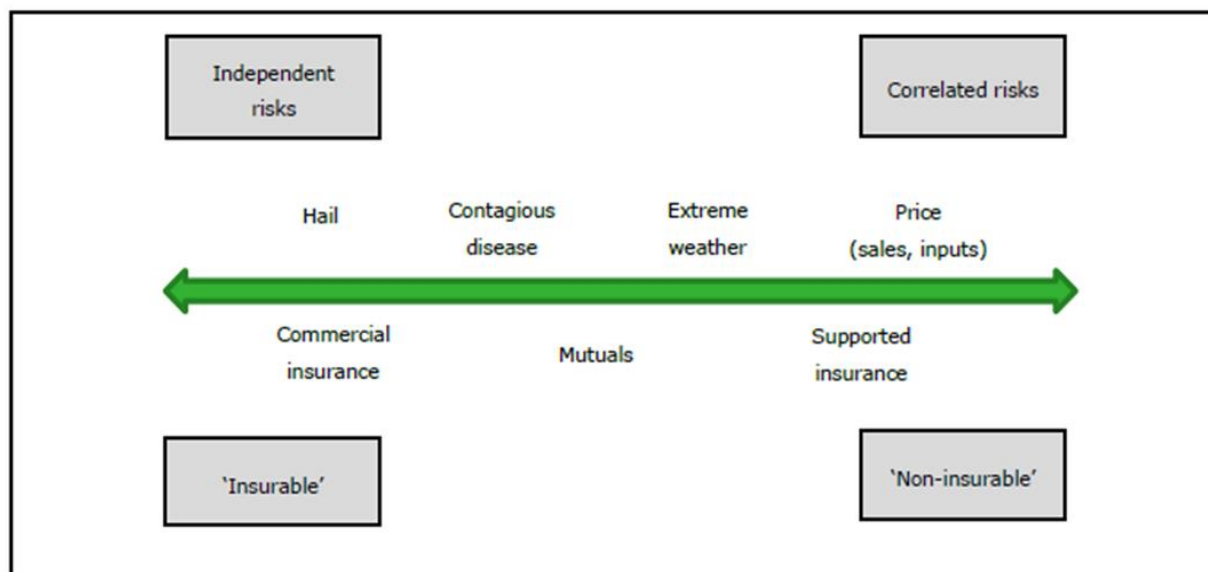 Independent
risks
Correlated risks
Hail
Contagious
disease
Extreme
weather
Price
(sales, inputs)
Commercial
insurance
Mutuals
Supported
insurance
‘Insurable’
‘Non-insurable’